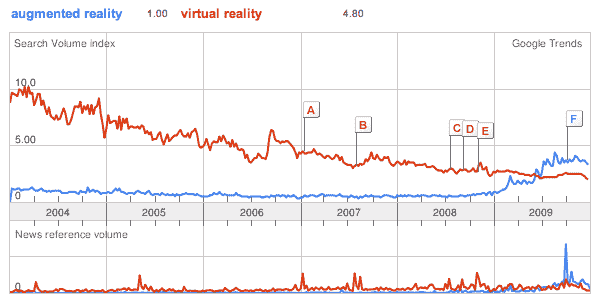 augmented reality 1.00 virtual reality 4.80
Search Volume index Google Trends
10.0
5.00
0
A
B
C D E
F
2004 2005 2006 2007 2008 2009
News reference volume
0